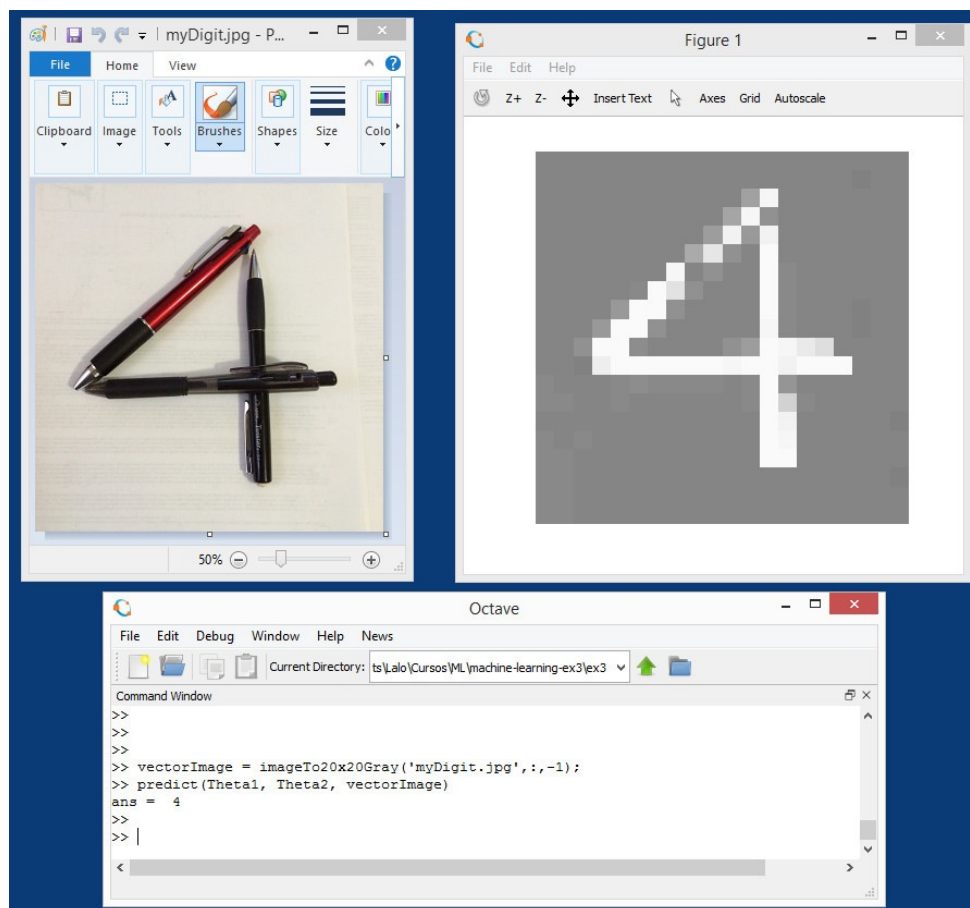 myDigit.jpg - P...
File Home View
Clipboard Image Tools Brushes Shapes Size Colo
50%
Figure 1
File Edit Help
Z+ Z- Insert Text Axes Grid Autoscale
Octave
File Edit Debug Window Help News
Current Directory: ts\Lalo\Cursos\ML\machine-learning-ex3\ex3
Command Window
>>
>>
>>
>> vectorImage = imageTo20x20Gray('myDigit.jpg',:,-1);
>> predict(Theta1, Theta2, vectorImage)
ans =  4
>>
>>